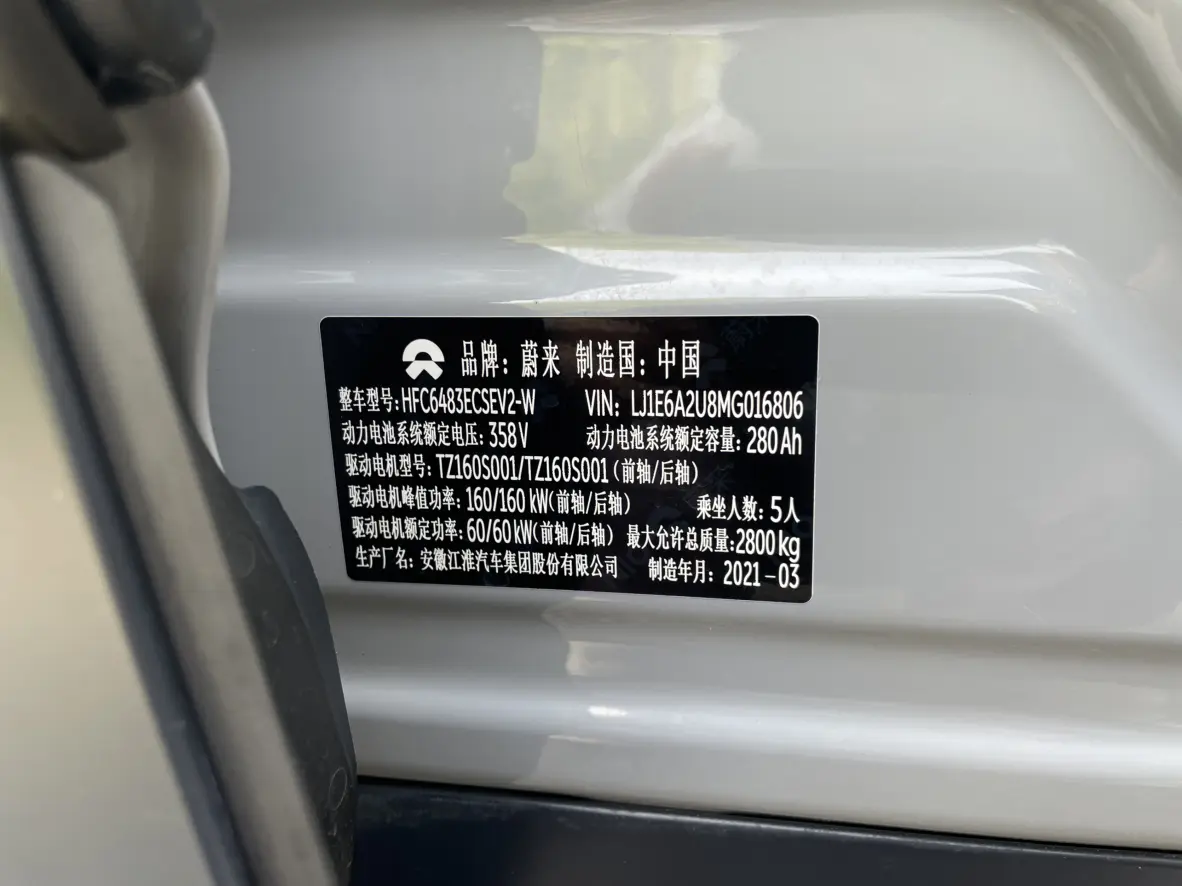 品牌：蔚来 制造国：中国
整车型号：HFC6483ECSEV2-W VIN：LJ1E6A2U8MG016806
动力电池系统额定电压：358V 动力电池系统额定容量：280Ah
驱动电机型号：TZ160S001/TZ160S001（前轴/后轴）
驱动电机峰值功率：160/160 kW（前轴/后轴） 乘坐人数：5人
驱动电机额定功率：60/60kW（前轴/后轴） 最大允许总质量：2800kg
生产厂名：安徽江淮汽车集团股份有限公司 制造年月：2021-03